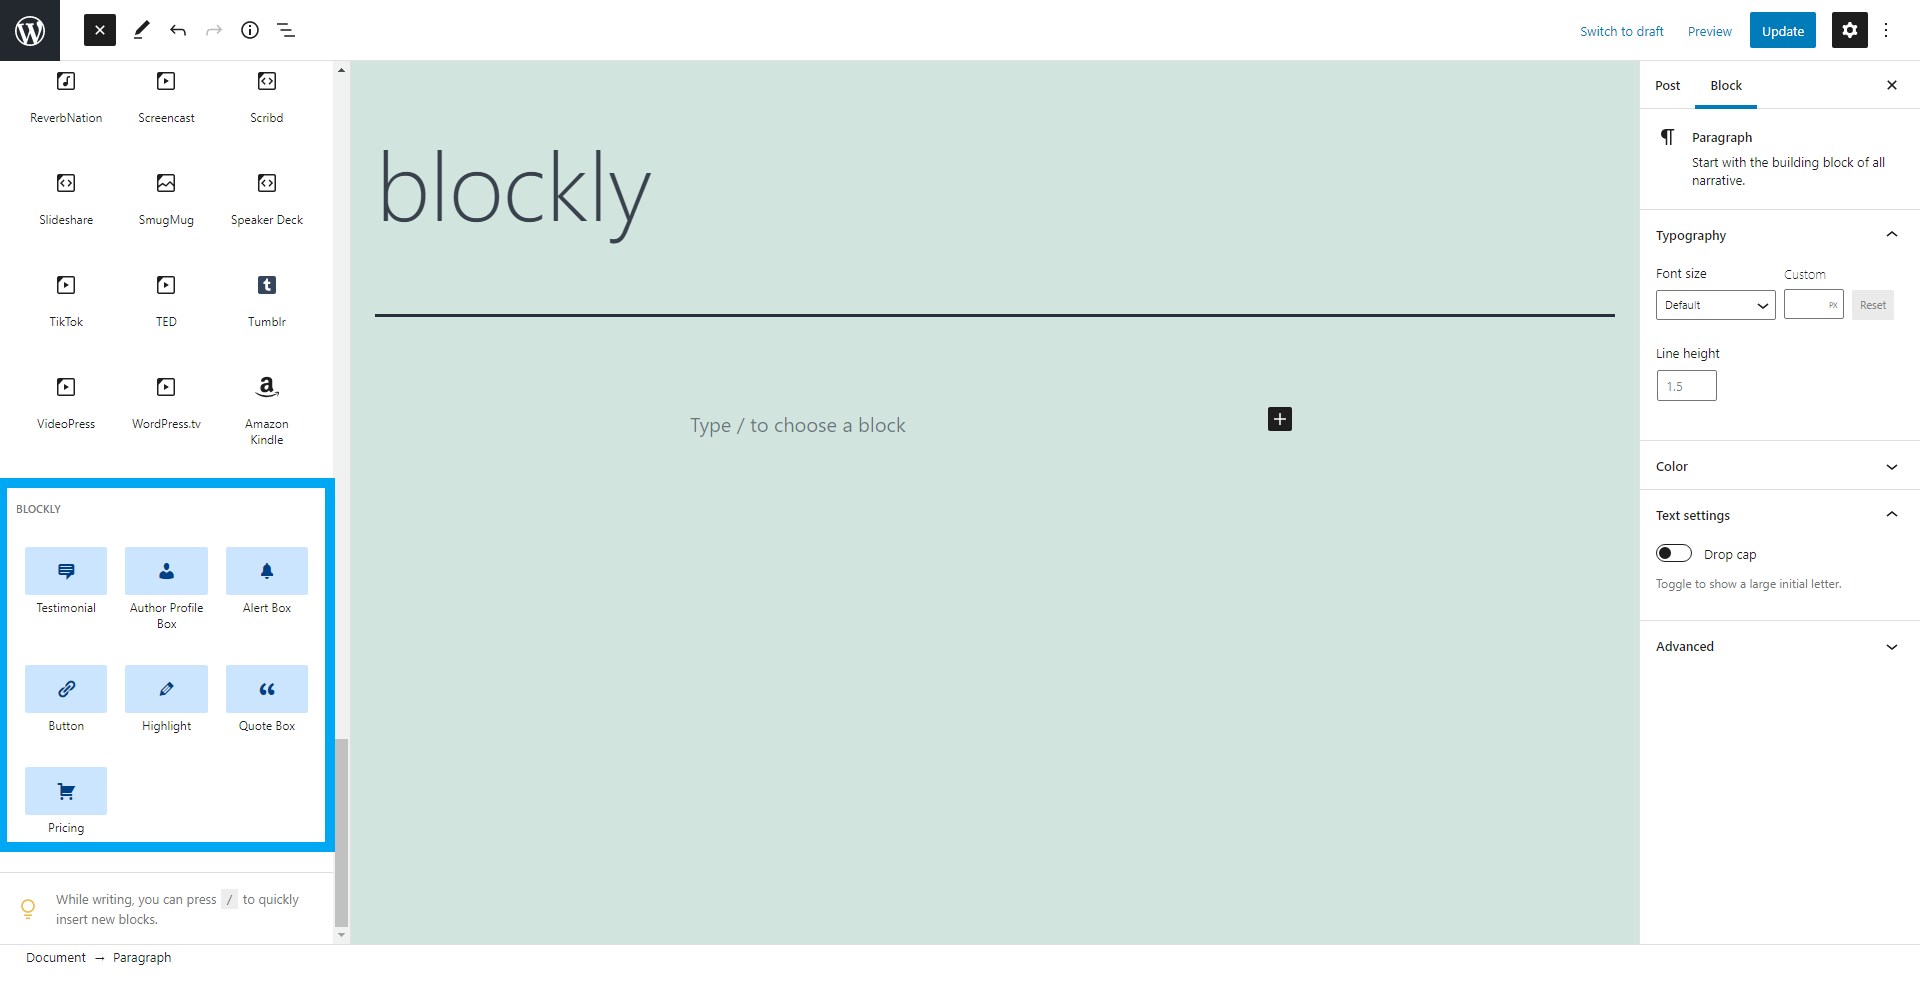 Switch to draft
Preview
Update
ReverbNation
Screencast
Scribd
Slideshare
SmugMug
Speaker Deck
TikTok
TED
Tumblr
VideoPress
WordPress.tv
Amazon
Kindle
BLOCKLY
Testimonial
Author Profile
Box
Alert Box
Button
Highlight
Quote Box
Pricing
While writing, you can press / to quickly
insert new blocks.
Document → Paragraph
blockly
Type / to choose a block
Post
Block
Paragraph
Start with the building block of all
narrative.
Typography
Font size
Custom
Default
PX
Reset
Line height
1.5
Color
Text settings
Drop cap
Toggle to show a large initial letter.
Advanced